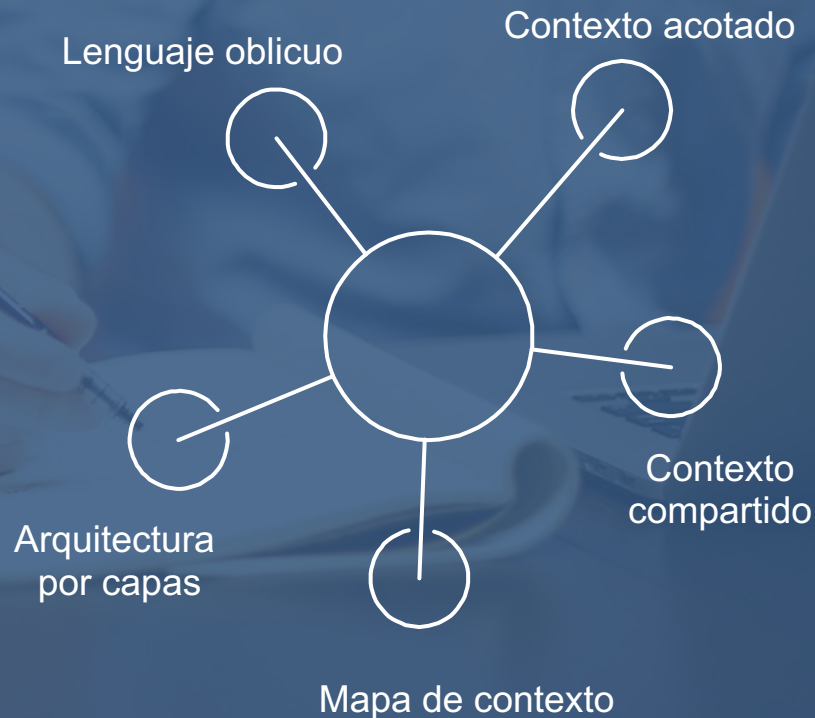 Lenguaje oblicuo
Contexto acotado
Contexto
compartido
Arquitectura
por capas
Mapa de contexto